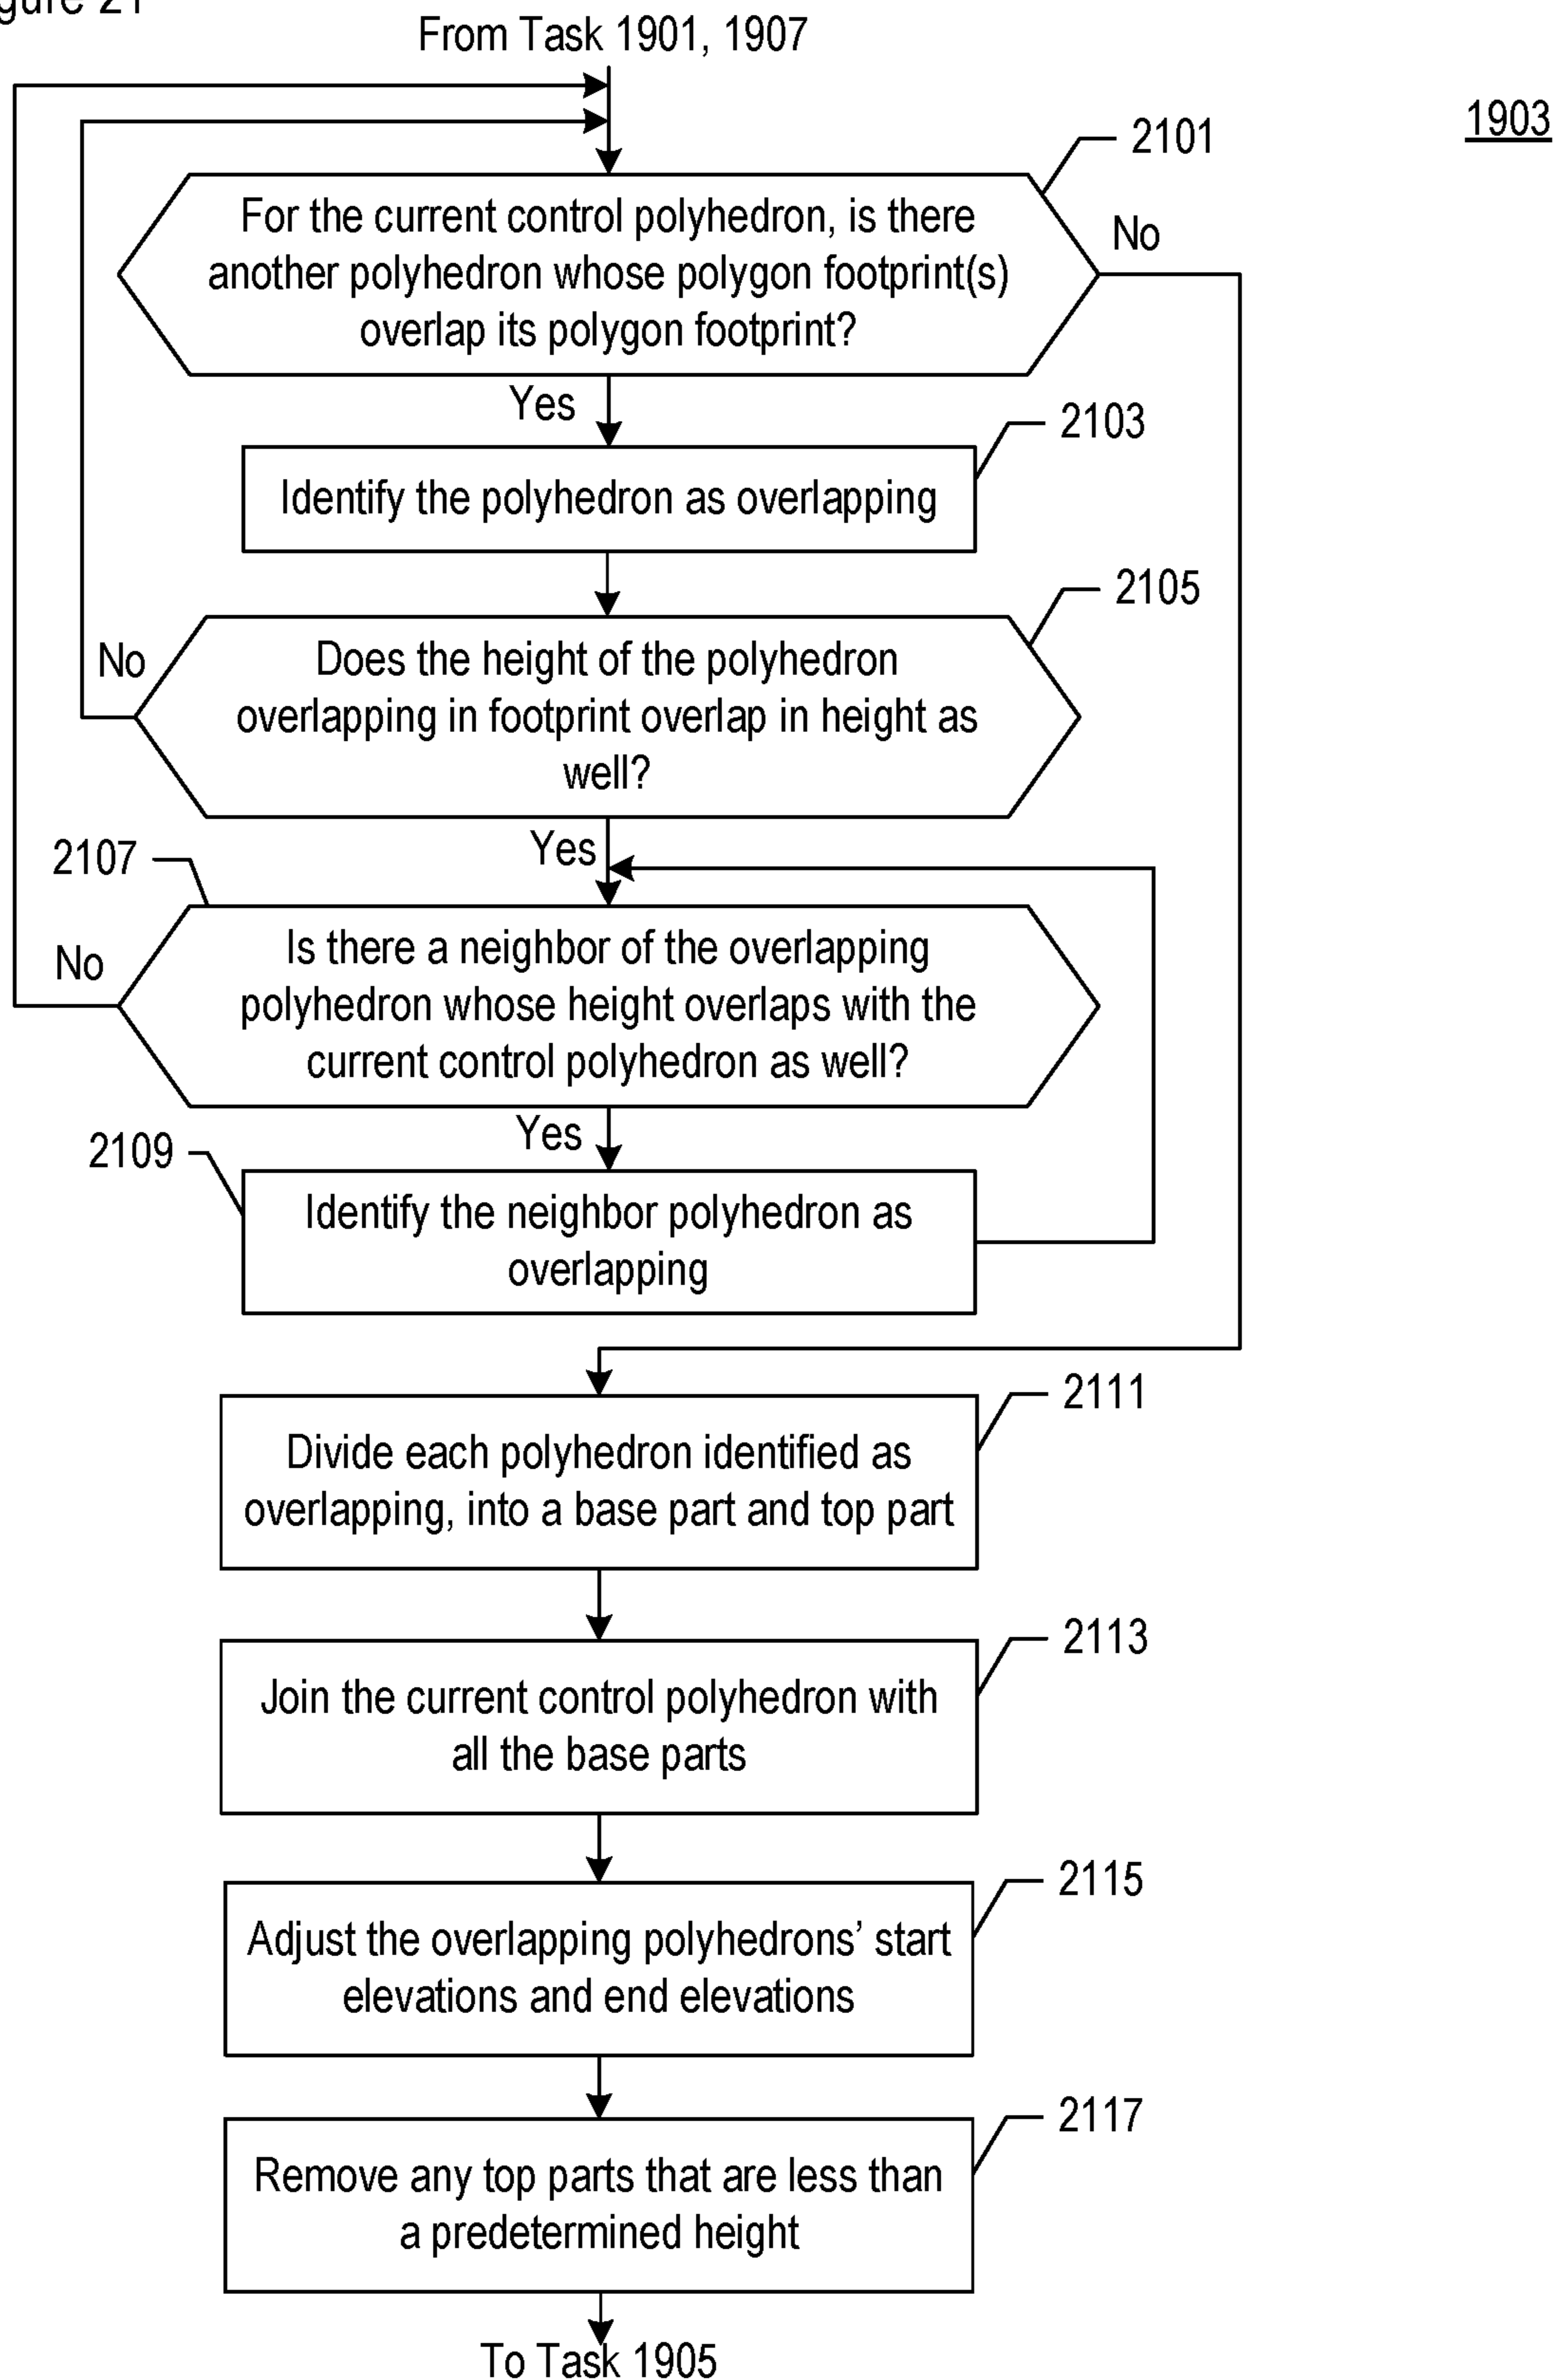 gure 21
From Task 1901, 1907
1903
2101
For the current control polyhedron, is there
another polyhedron whose polygon footprint(s)
overlap its polygon footprint?
No
Yes
2103
Identify the polyhedron as overlapping
2105
Does the height of the polyhedron
overlapping in footprint overlap in height as
well?
No
Yes
2107
Is there a neighbor of the overlapping
polyhedron whose height overlaps with the
current control polyhedron as well?
No
Yes
2109
Identify the neighbor polyhedron as
overlapping
2111
Divide each polyhedron identified as
overlapping, into a base part and top part
2113
Join the current control polyhedron with
all the base parts
2115
Adjust the overlapping polyhedrons’ start
elevations and end elevations
2117
Remove any top parts that are less than
a predetermined height
To Task 1905